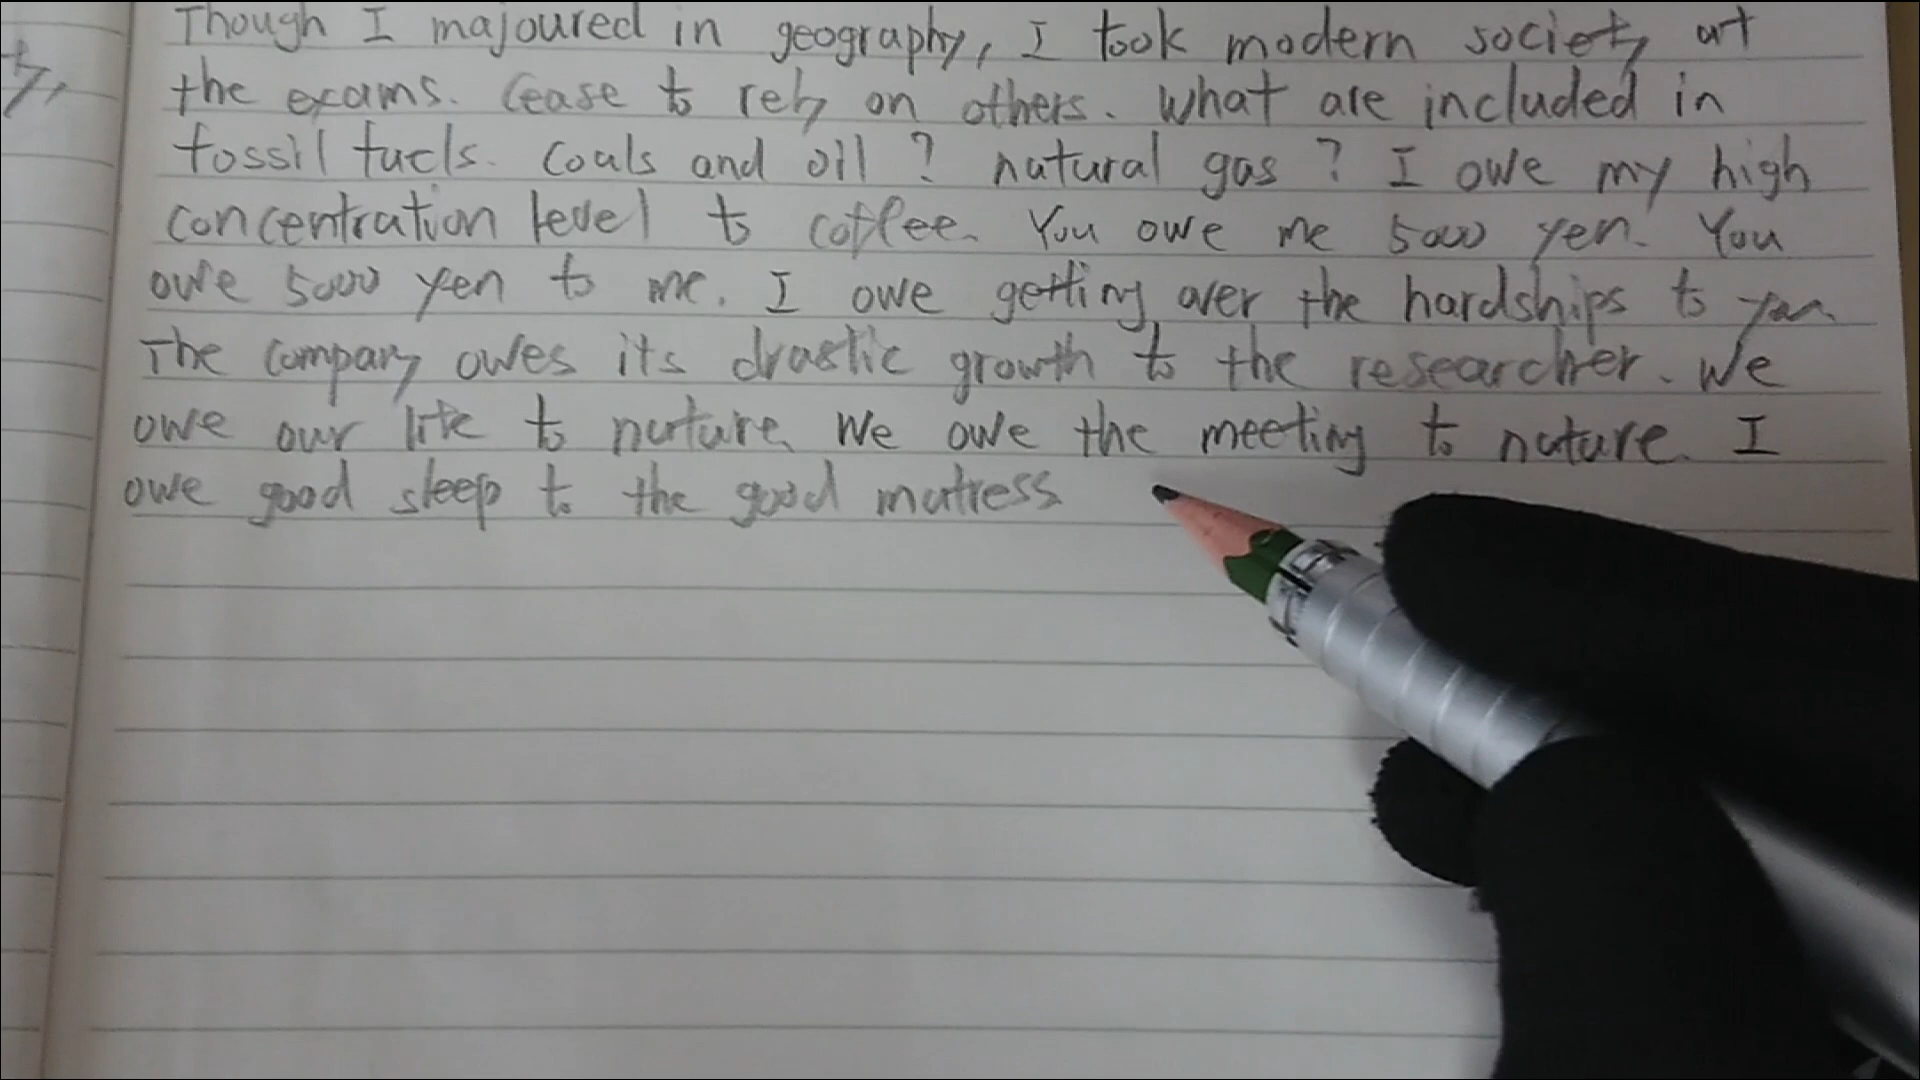 Though I majoured in geography, I took modern society at
the exams. Cease to rely on others. What are included in
fossil fuels. Coals and oil? natural gas? I owe my high
concentration level to coffee. You owe me 5000 yen. You
owe 5000 yen to me. I owe getting over the hardships to you.
The company owes its drastic growth to the researcher. We
owe our life to nature. We owe the meeting to nature. I
owe good sleep to the good matress